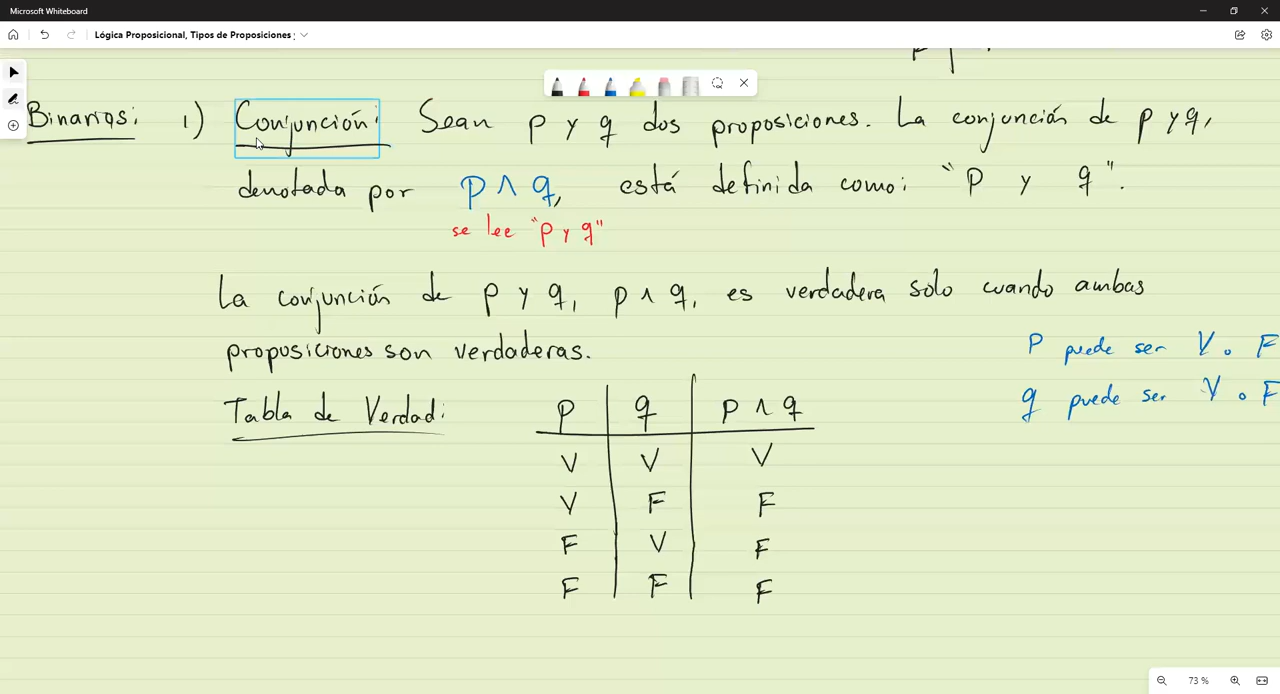 Microsoft Whiteboard
Lógica Proposicional, Tipos de Proposiciones
Binarios: 1) Conjunción: Sean p y q dos proposiciones. La conjunción de p y q,
denotada por p ∧ q, está definida como: "p y q".
se lee "p y q"
La conjunción de p y q, p ∧ q, es verdadera solo cuando ambas
proposiciones son verdaderas.
P puede ser V o F
q puede ser V o F
Tabla de Verdad:
P q P ∧ q
V V V
V F F
F V F
F F F
73 %